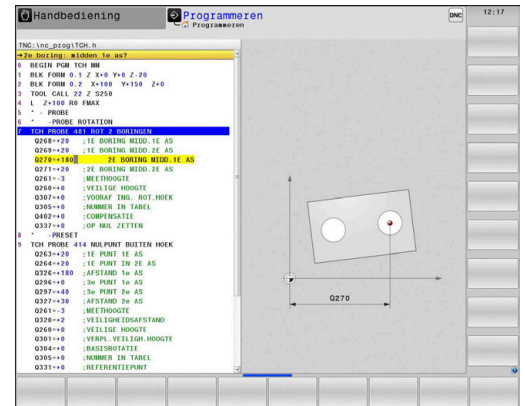 Handbediening
Programmeren
Programmeren
DNC
12:17
TNC:\nc_prog\TCH.h
→2e boring: midden 1e as?
0 BEGIN PGM TCH MM
1 BLK FORM 0.1 Z X+0 Y+0 Z-20
2 BLK FORM 0.2 X+100 Y+150 Z+0
3 TOOL CALL 22 Z S250
4 L Z+100 R0 FMAX
5 * - PROBE
6 * -PROBE ROTATION
7 TCH PROBE 401 ROT 2 BORINGEN
Q268=+20 ;1E BORING MIDD.1E AS
Q269=+20 ;1E BORING MIDD.2E AS
Q270=+180 2E BORING MIDD.1E AS
Q271=+20 ;2E BORING MIDD.2E AS
Q261=-3 ;MEETHOOGTE
Q260=+0 ;VEILIGE HOOGTE
Q307=+0 ;VOORAF ING. ROT.HOEK
Q305=+0 ;NUMMER IN TABEL
Q402=+0 ;COMPENSATIE
Q337=+0 ;OP NUL ZETTEN
8 * -PRESET
9 TCH PROBE 414 NULPUNT BUITEN HOEK
Q263=+20 ;1E PUNT 1E AS
Q264=+20 ;1E PUNT IN 2E AS
Q326=+180 ;AFSTAND 1e AS
Q296=+0 ;3e PUNT 1e AS
Q297=+40 ;3e PUNT 2e AS
Q327=+30 ;AFSTAND 2e AS
Q261=-3 ;MEETHOOGTE
Q320=+2 ;VEILIGHEIDSAFSTAND
Q260=+0 ;VEILIGE HOOGTE
Q301=+0 ;VERPL.VEILIGH.HOOGTE
Q304=+0 ;BASISROTATIE
Q305=+0 ;NUMMER IN TABEL
Q331=+0 ;REFERENTIEPUNT
Q270